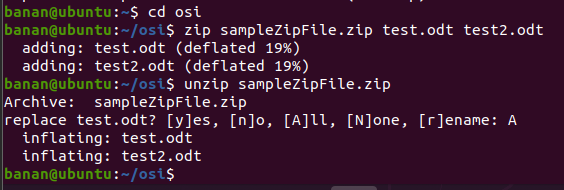 banan@ubuntu:~$ cd osi
banan@ubuntu:~/osi$ zip sampleZipFile.zip test.odt test2.odt
  adding: test.odt (deflated 19%)
  adding: test2.odt (deflated 19%)
banan@ubuntu:~/osi$ unzip sampleZipFile.zip
Archive:  sampleZipFile.zip
replace test.odt? [y]es, [n]o, [A]ll, [N]one, [r]ename: A
  inflating: test.odt
  inflating: test2.odt
banan@ubuntu:~/osi$